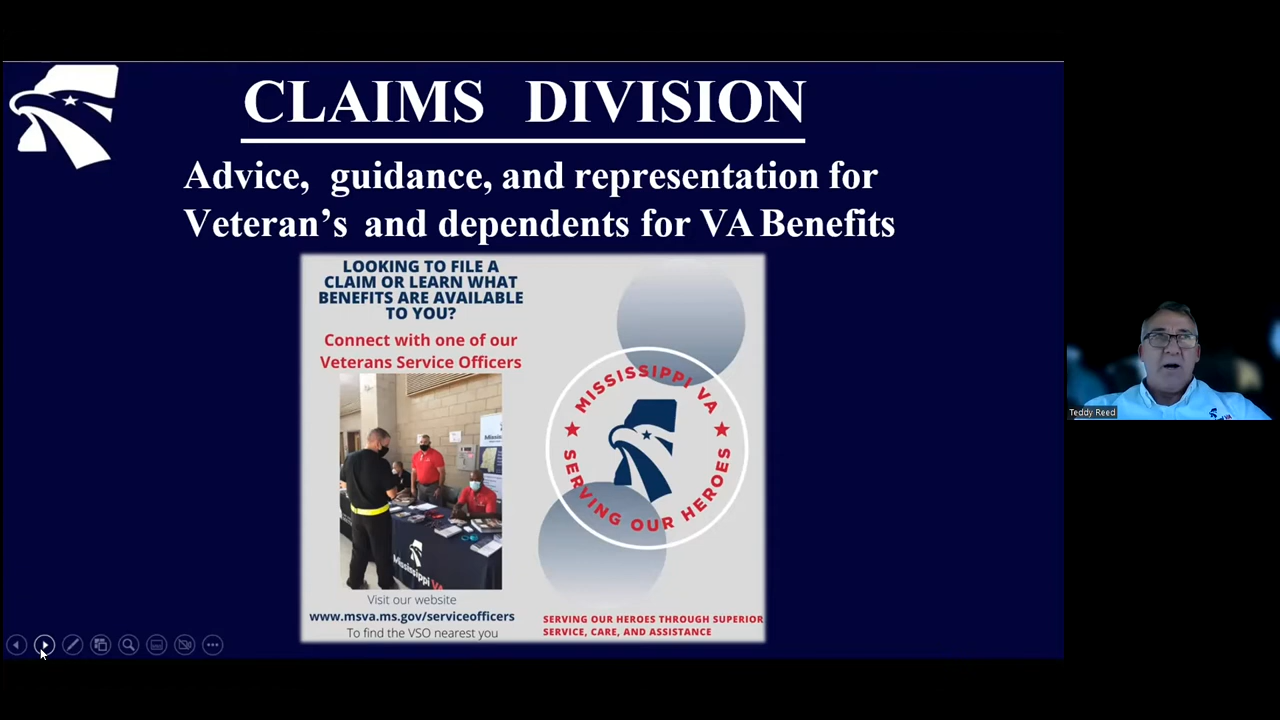 CLAIMS DIVISION
Advice, guidance, and representation for
Veteran's and dependents for VA Benefits
LOOKING TO FILE A
CLAIM OR LEARN WHAT
BENEFITS ARE AVAILABLE
TO YOU?
Connect with one of our
Veterans Service Officers
Mississippi VA
Visit our website
www.msva.ms.gov/serviceofficers
To find the VSO nearest you
MISSISSIPPI VA
SERVING OUR HEROES
SERVING OUR HEROES THROUGH SUPERIOR
SERVICE, CARE, AND ASSISTANCE
Teddy Reed